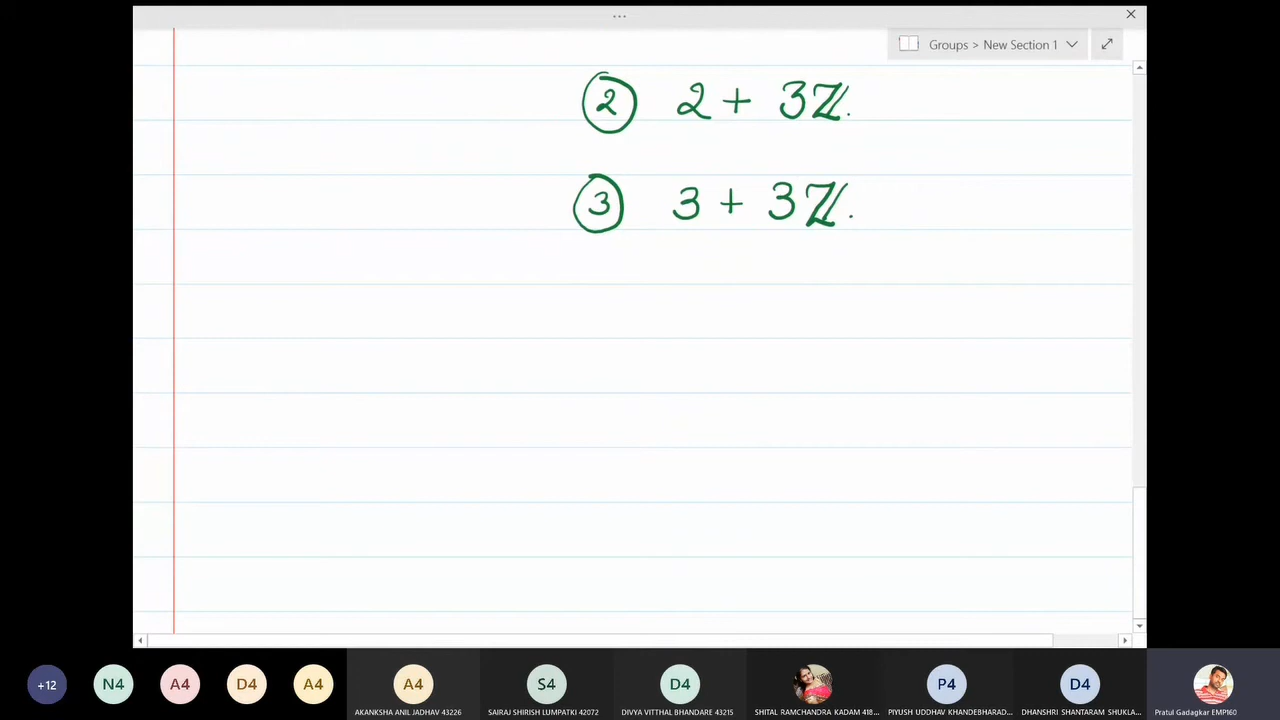 ...
Groups > New Section 1
② 2 + 3ℤ.
③ 3 + 3ℤ.
+12 N4 A4 D4 A4 A4 S4 D4 P4 D4
AKANKSHA ANIL JADHAV 43226 SAIRAJ SHIRISH LUMPATKI 42072 DIVYA VITTHAL BHANDARE 43215 SHITAL RAMCHANDRA KADAM 418... PIYUSH UDDHAV KHANDEBHARAD... DHANSHRI SHANTARAM SHUKLA... Pratul Gadagkar EMP160